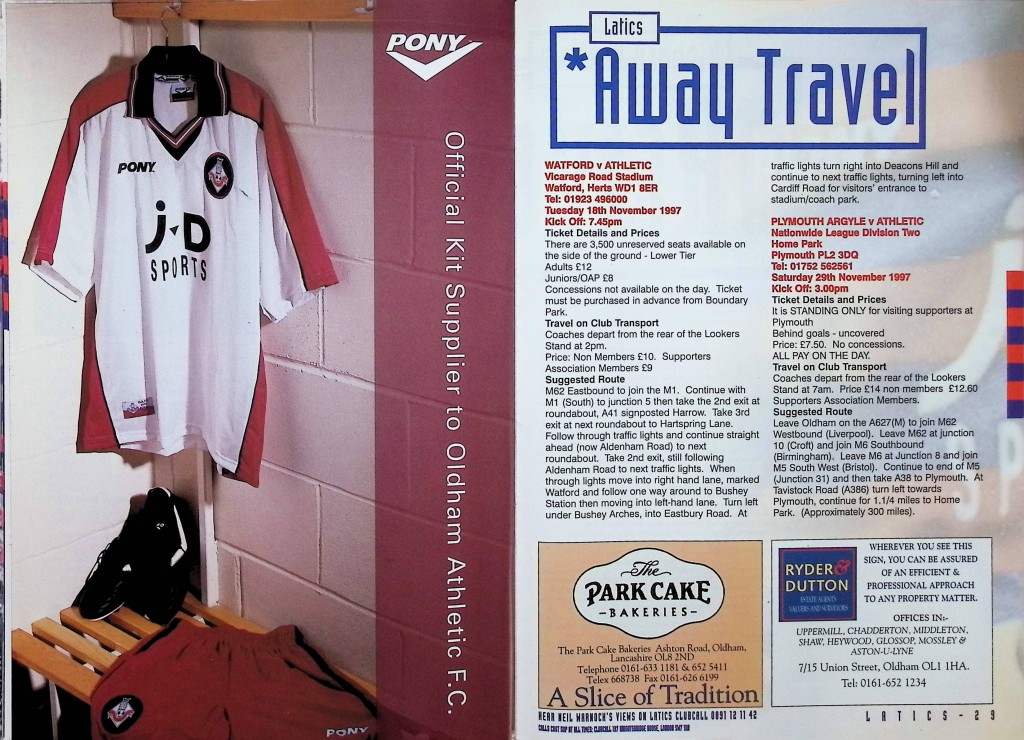 PONY
Official Kit Supplier to Oldham Athletic F.C.
PONY
J.D
SPORTS
PONY
Latics
*Away Travel
WATFORD v ATHLETIC
Vicarage Road Stadium
Watford, Herts WD1 8ER
Tel: 01923 496000
Tuesday 18th November 1997
Kick Off: 7.45pm
Ticket Details and Prices
There are 3,500 unreserved seats available on
the side of the ground - Lower Tier
Adults £12
Juniors/OAP £8
Concessions not available on the day. Ticket
must be purchased in advance from Boundary
Park.
Travel on Club Transport
Coaches depart from the rear of the Lookers
Stand at 2pm.
Price: Non Members £10. Supporters
Association Members £9
Suggested Route
M62 Eastbound to join the M1. Continue with
M1 (South) to junction 5 then take the 2nd exit at
roundabout, A41 signposted Harrow. Take 3rd
exit at next roundabout to Hartspring Lane.
Follow through traffic lights and continue straight
ahead (now Aldenham Road) to next
roundabout. Take 2nd exit, still following
Aldenham Road to next traffic lights. When
through lights move into right hand lane, marked
Watford and follow one way around to Bushey
Station then moving into left-hand lane. Turn left
under Bushey Arches, into Eastbury Road. At
traffic lights turn right into Deacons Hill and
continue to next traffic lights, turning left into
Cardiff Road for visitors' entrance to
stadium/coach park.
PLYMOUTH ARGYLE v ATHLETIC
Nationwide League Division Two
Home Park
Plymouth PL2 3DQ
Tel: 01752 562561
Saturday 29th November 1997
Kick Off: 3.00pm
Ticket Details and Prices
It is STANDING ONLY for visiting supporters at
Plymouth
Behind goals - uncovered
Price: £7.50. No concessions.
ALL PAY ON THE DAY.
Travel on Club Transport
Coaches depart from the rear of the Lookers
Stand at 7am. Price £14 non members £12.60
Supporters Association Members.
Suggested Route
Leave Oldham on the A627(M) to join M62
Westbound (Liverpool). Leave M62 at junction
10 (Croft) and join M6 Southbound
(Birmingham). Leave M6 at Junction 8 and join
M5 South West (Bristol). Continue to end of M5
(Junction 31) and then take A38 to Plymouth. At
Tavistock Road (A386) turn left towards
Plymouth, continue for 1.1/4 miles to Home
Park. (Approximately 300 miles).
The
PARK CAKE
-BAKERIES-
The Park Cake Bakeries Ashton Road, Oldham,
Lancashire OL8 2ND
Telephone 0161-633 1181 & 652 5411
Telex 668738 Fax 0161-626 6199
A Slice of Tradition
RYDER &
DUTTON
ESTATE AGENTS
VALUERS AND SURVEYORS
WHEREVER YOU SEE THIS
SIGN, YOU CAN BE ASSURED
OF AN EFFICIENT &
PROFESSIONAL APPROACH
TO ANY PROPERTY MATTER.
OFFICES IN:-
UPPERMILL, CHADDERTON, MIDDLETON,
SHAW, HEYWOOD, GLOSSOP, MOSSLEY &
ASTON-U-LYNE
7/15 Union Street, Oldham OL1 1HA.
Tel: 0161-652 1234
HEAR NEIL WARNOCK'S VIEWS ON LATICS CLUBCALL 0891 12 11 42
CALLS COST 50P AT ALL TIMES: CLUBCALL
LATICS-29